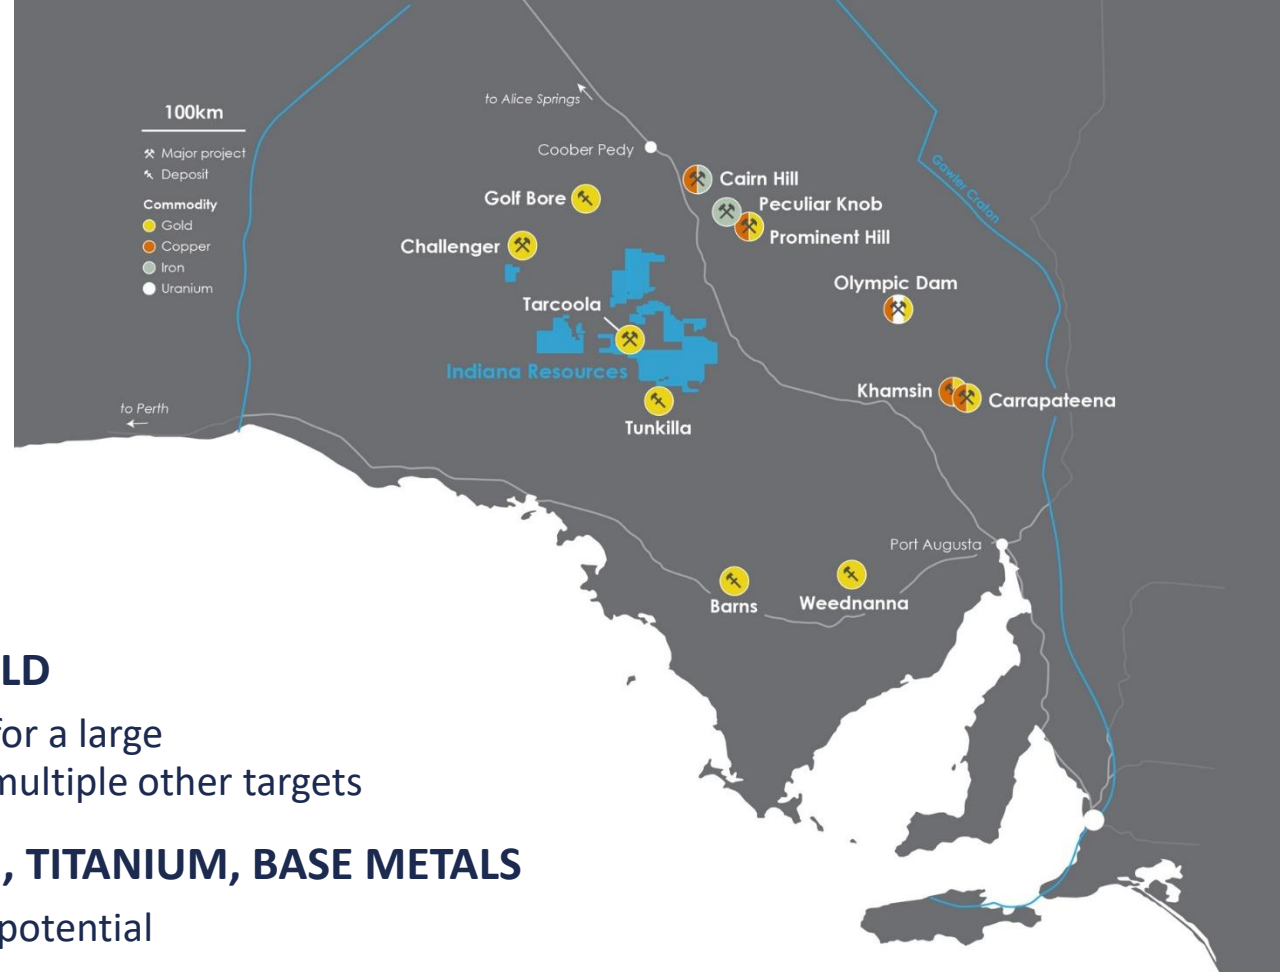 to Alice Springs
100km
Coober Pedy
Major project
Deposit
Commodity
Gold
Copper
Iron
Uranium
Gawler Craton
Cairn Hill
Golf Bore
Peculiar Knob
Prominent Hill
Challenger
Olympic Dam
Tarcoola
Indiana Resources
Khamsin
Carrapateena
to Perth
Tunkilla
Port Augusta
Barns
Weednanna
LD
for a large
multiple other targets
, TITANIUM, BASE METALS
potential